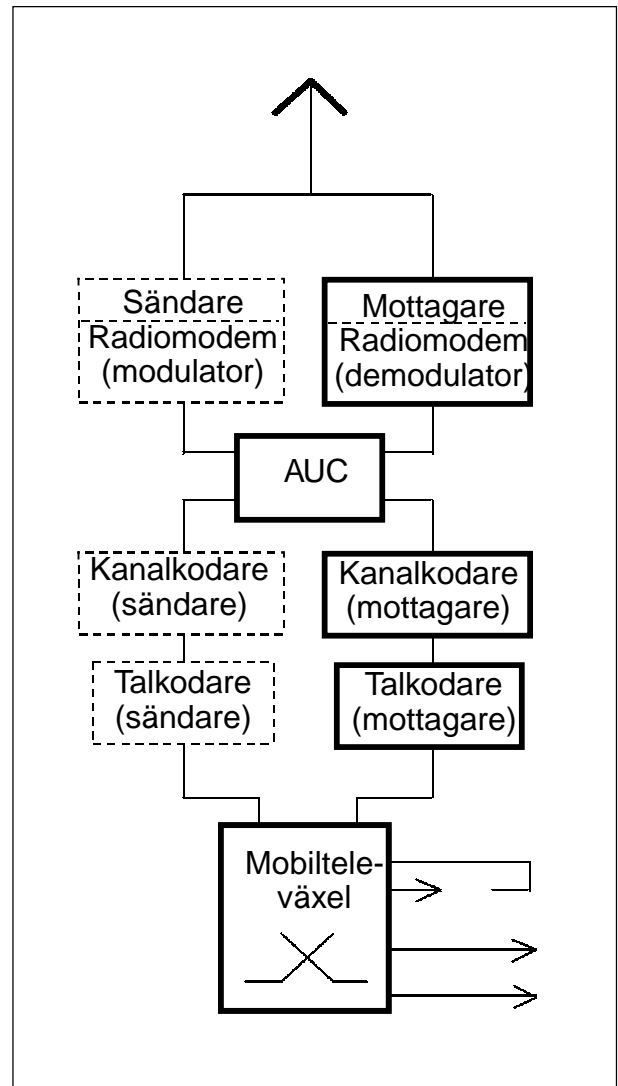 Sändare
Radiomodem
(modulator)
Mottagare
Radiomodem
(demodulator)
AUC
Kanalkodare
(sändare)
Kanalkodare
(mottagare)
Talkodare
(sändare)
Talkodare
(mottagare)
Mobiltele-
växel